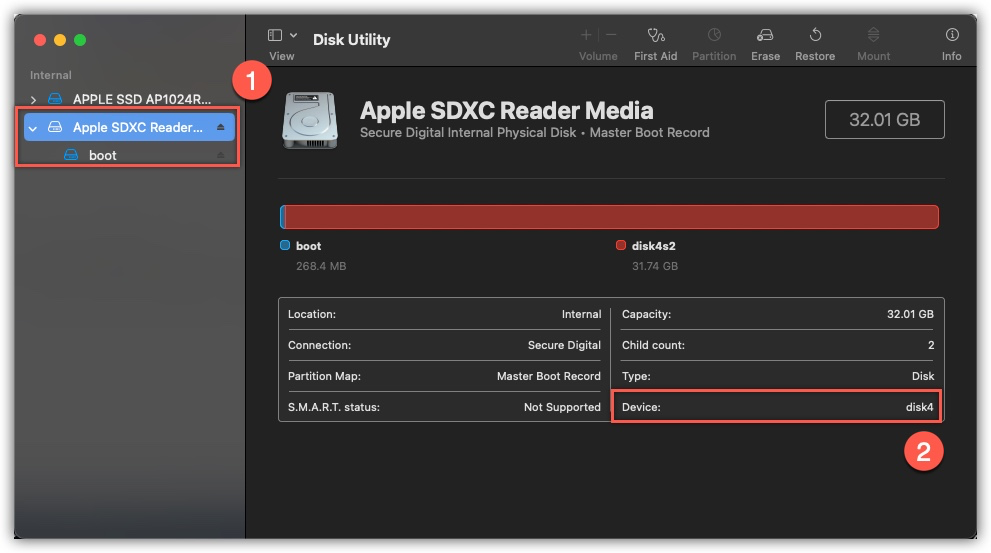 Disk Utility
View
Volume
First Aid
Partition
Erase
Restore
Mount
Info
Internal
APPLE SSD AP1024R...
Apple SDXC Reader...
boot
1
Apple SDXC Reader Media
Secure Digital Internal Physical Disk • Master Boot Record
32.01 GB
boot
268.4 MB
disk4s2
31.74 GB
Location: Internal
Connection: Secure Digital
Partition Map: Master Boot Record
S.M.A.R.T. status: Not Supported
Capacity: 32.01 GB
Child count: 2
Type: Disk
Device: disk4
2